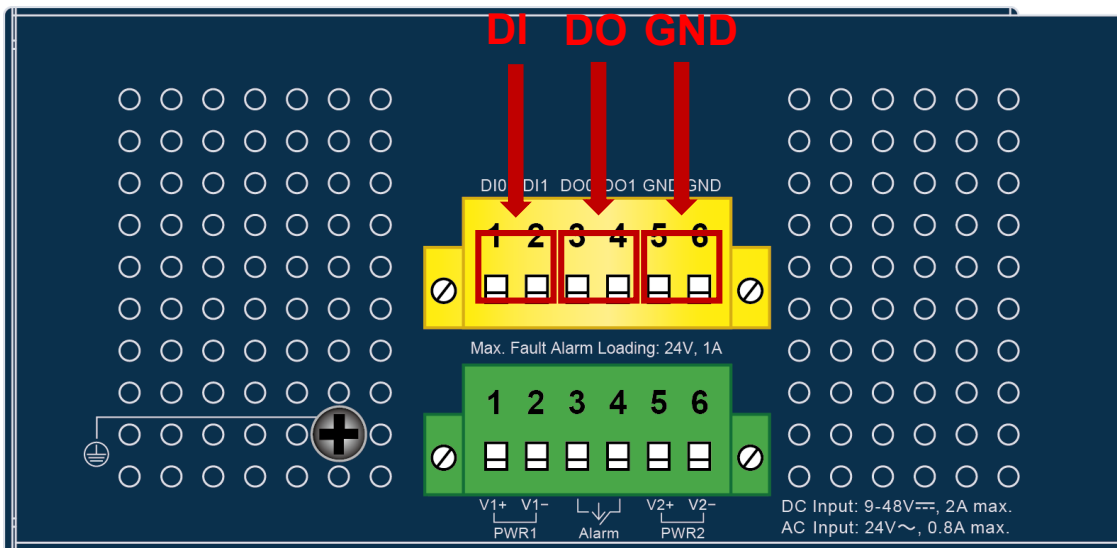 DI DO GND
DI0 DI1 DO0 DO1 GND GND
1 2 3 4 5 6
Max. Fault Alarm Loading: 24V, 1A
1 2 3 4 5 6
V1+ V1− V2+ V2−
PWR1 Alarm PWR2
DC Input: 9-48V⎓, 2A max.
AC Input: 24V～, 0.8A max.